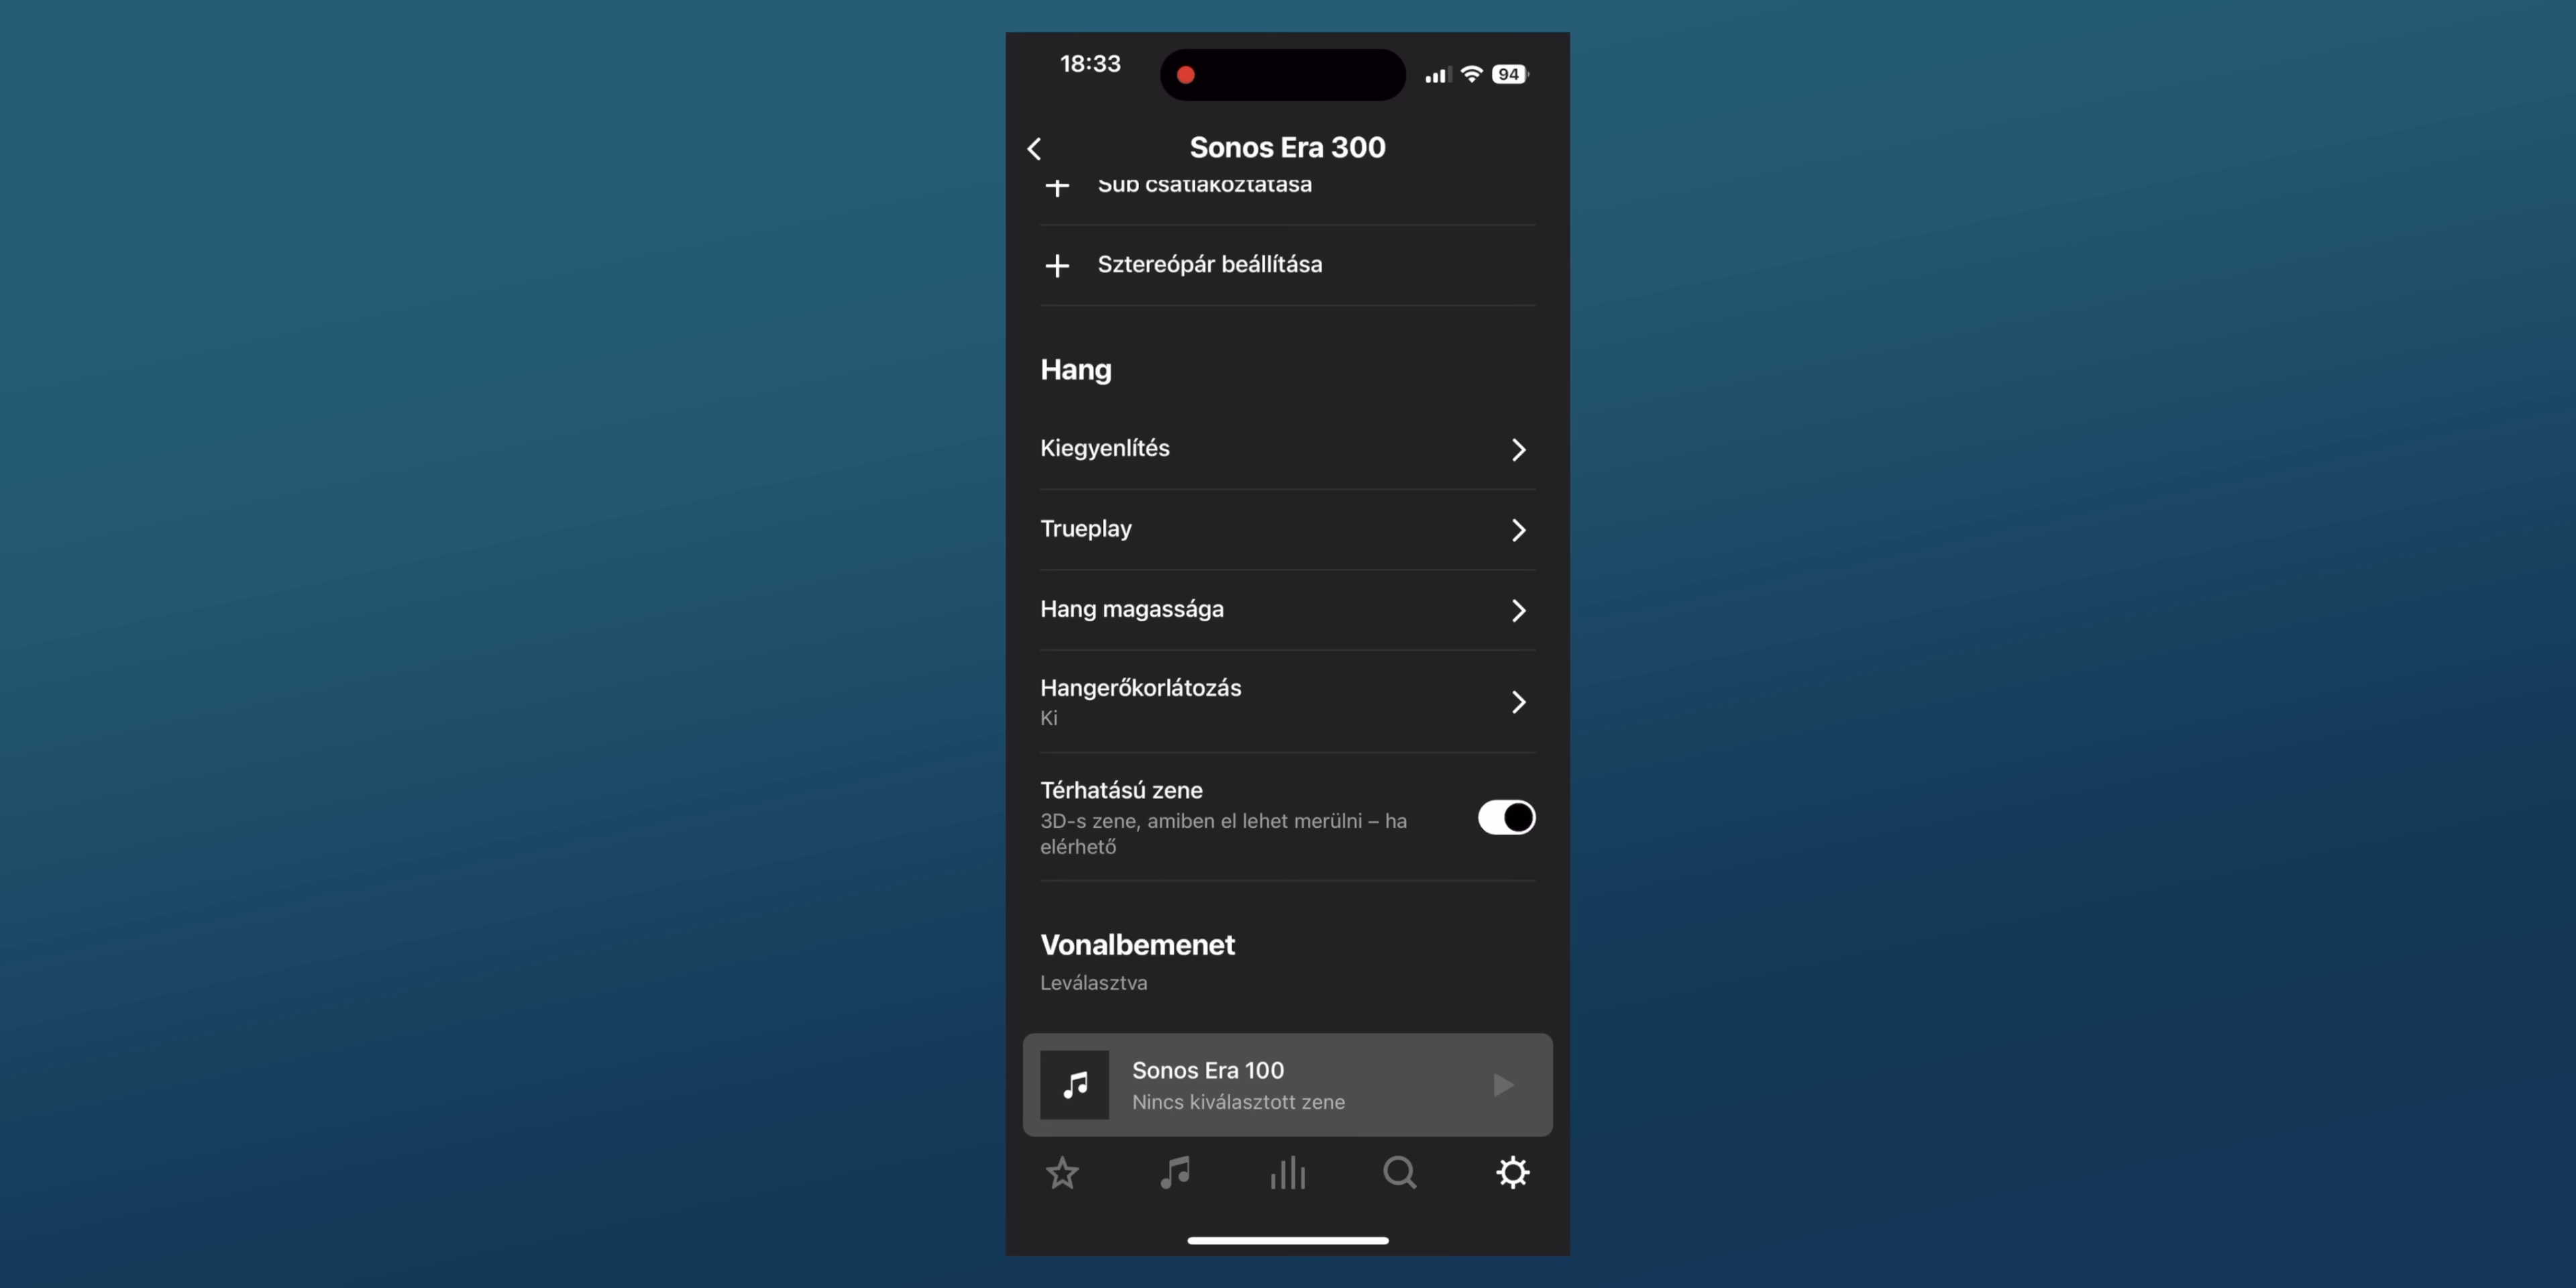 18:33
94
Sonos Era 300
Sub csatlakoztatása
Sztereópár beállítása
Hang
Kiegyenlítés
Trueplay
Hang magassága
Hangerőkorlátozás
Ki
Térhatású zene
3D-s zene, amiben el lehet merülni – ha
elérhető
Vonalbemenet
Leválasztva
Sonos Era 100
Nincs kiválasztott zene